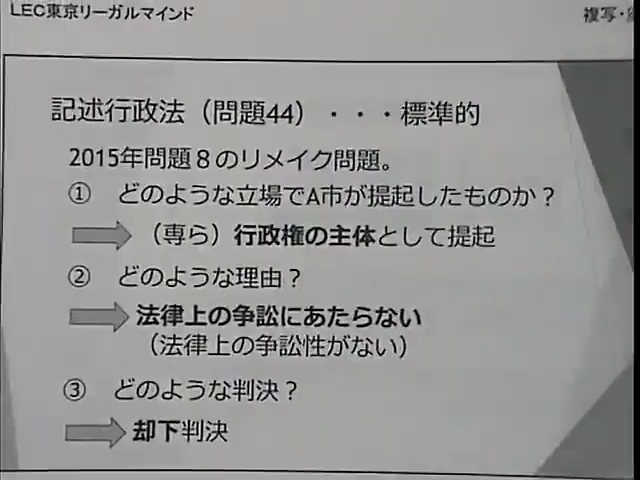 LEC東京リーガルマインド
複写・
記述行政法（問題44）・・・標準的
2015年問題８のリメイク問題。
① どのような立場でA市が提起したものか？
（専ら）行政権の主体として提起
② どのような理由？
法律上の争訟にあたらない
（法律上の争訟性がない）
③ どのような判決？
却下判決